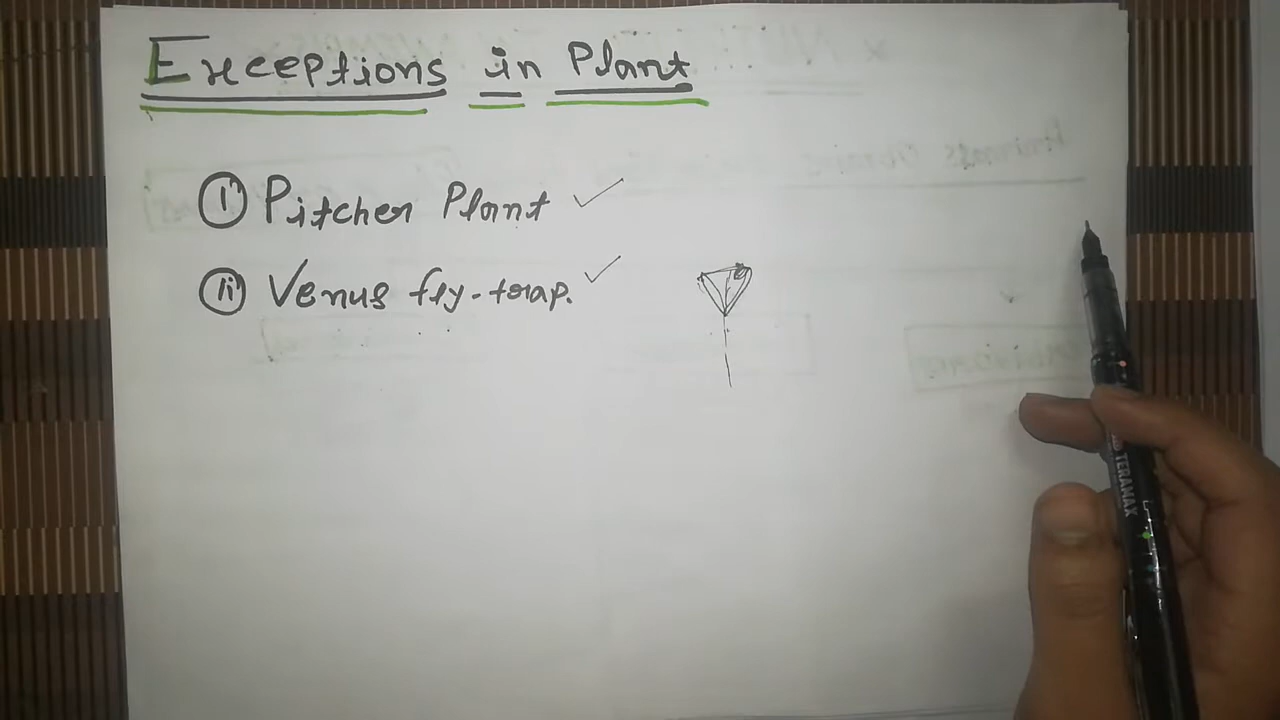 Exceptions in Plant
(i) Pitcher Plant ✓
(ii) Venus fly-trap. ✓
TERAMAX